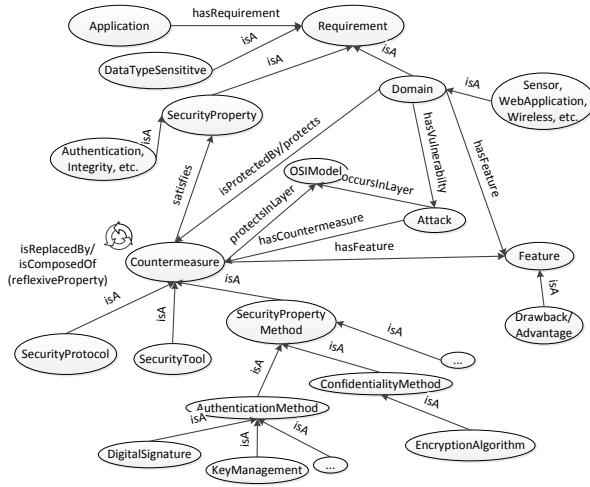 Application
hasRequirement
Requirement
isA
DataTypeSensititve
isA
isA
Domain
isA
Sensor,
WebApplication,
Wireless, etc.
SecurityProperty
isA
Authentication,
Integrity, etc.
satisfies
isProtectedBy/protects
hasVulnerability
hasFeature
OSIModel
occursInLayer
protectsInLayer
Attack
hasCountermeasure
isReplacedBy/
isComposedOf
(reflexiveProperty)
Countermeasure
hasFeature
Feature
isA
isA
isA
isA
Drawback/
Advantage
SecurityProtocol
SecurityTool
SecurityProperty
Method
isA
...
isA
isA
ConfidentialityMethod
AuthenticationMethod
isA
isA
isA
isA
DigitalSignature
KeyManagement
...
EncryptionAlgorithm